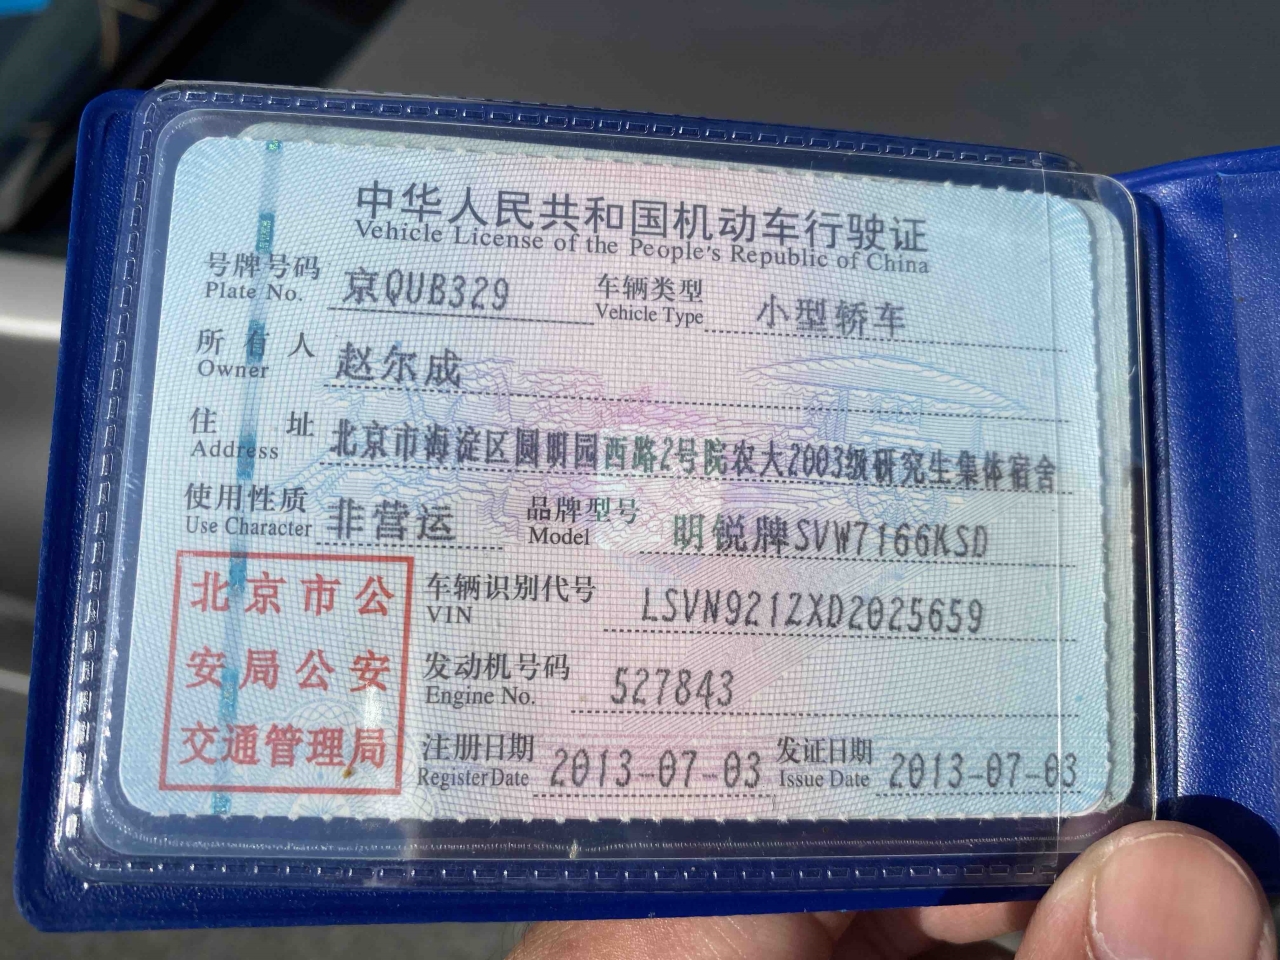 中华人民共和国机动车行驶证
Vehicle License of the People's Republic of China
号牌号码 京QUB329 车辆类型 小型轿车
Plate No. Vehicle Type
所有人 赵尔成
Owner
住址 北京市海淀区圆明园西路2号院农大2003级研究生集体宿舍
Address
使用性质 非营运 品牌型号 明锐牌SVW7166KSD
Use Character Model
北京市公
安局公安
交通管理局
车辆识别代号 LSVN921ZXD2025659
VIN
发动机号码 527843
Engine No.
注册日期 2013-07-03 发证日期 2013-07-03
Register Date Issue Date